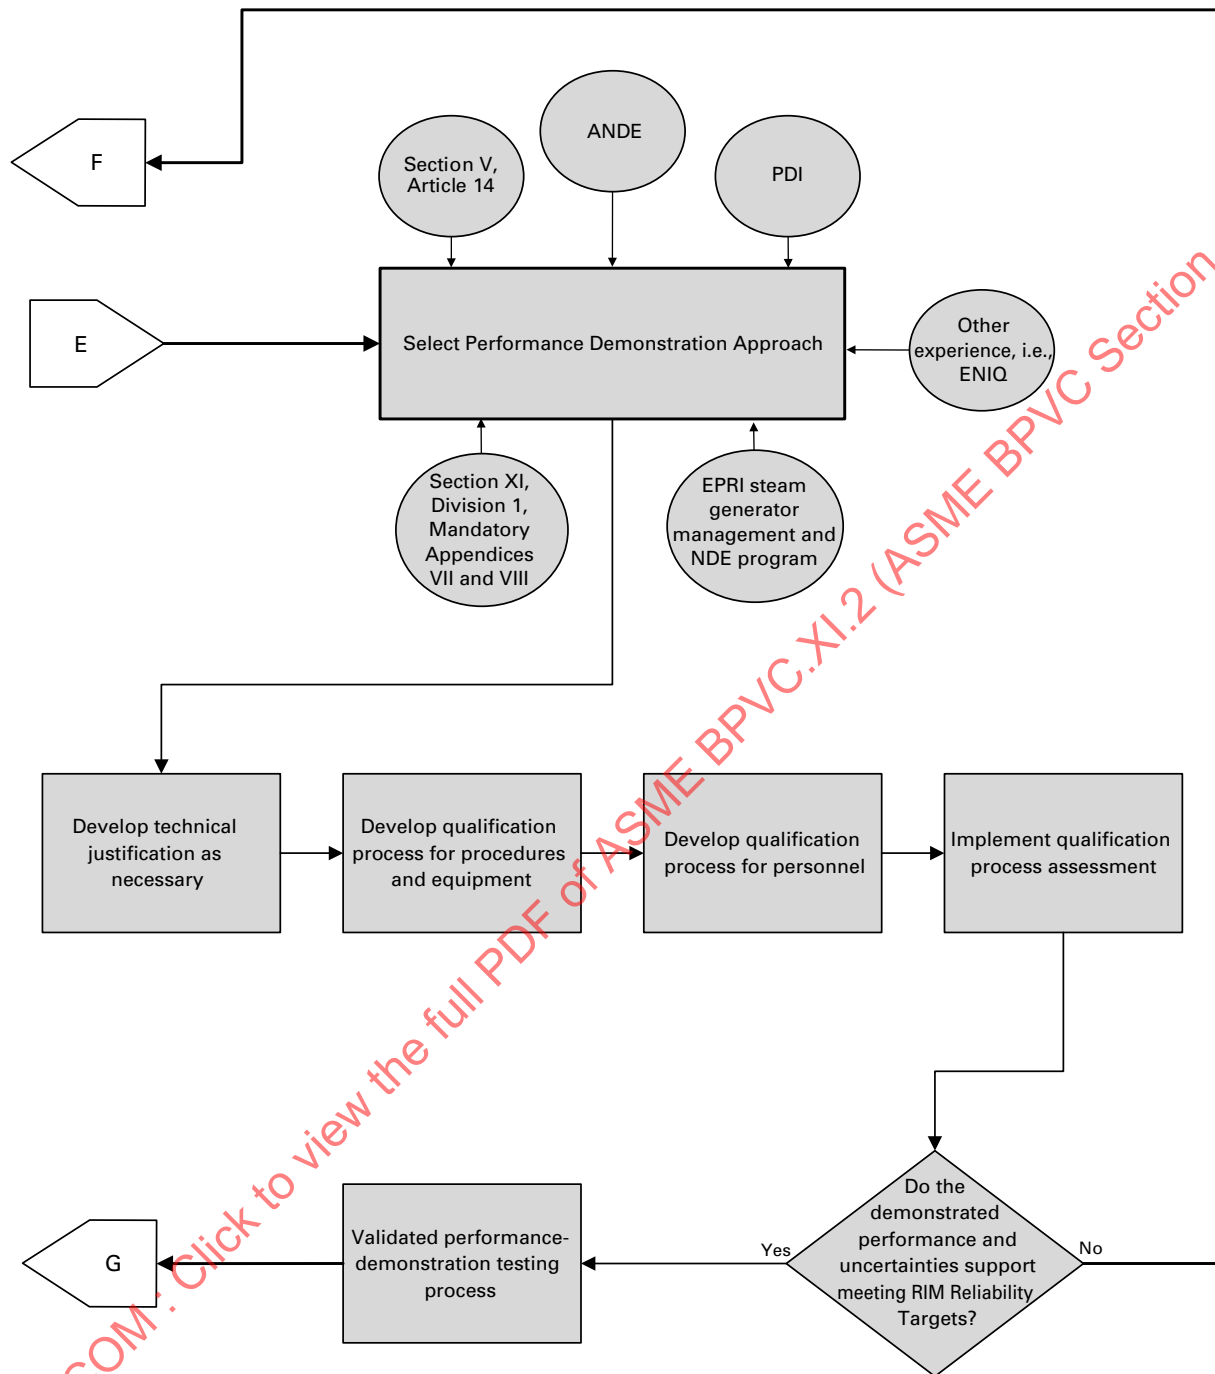 F
Section V,
Article 14
ANDE
PDI
E
Select Performance Demonstration Approach
Other
experience, i.e.,
ENIQ
Section XI,
Division 1,
Mandatory
Appendices
VII and VIII
EPRI steam
generator
management and
NDE program
Develop technical
justification as
necessary
Develop qualification
process for procedures
and equipment
Develop qualification
process for personnel
Implement qualification
process assessment
Do the
demonstrated
performance and
uncertainties support
meeting RIM Reliability
Targets?
Yes
No
Validated performance-
demonstration testing
process
G
COM : Click to view the full PDF of ASME BPVC.XI.2 (ASME BPVC Section